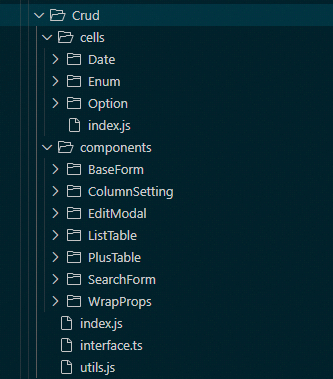 Crud
cells
Date
Enum
Option
index.js
components
BaseForm
ColumnSetting
EditModal
ListTable
PlusTable
SearchForm
WrapProps
index.js
interface.ts
utils.js